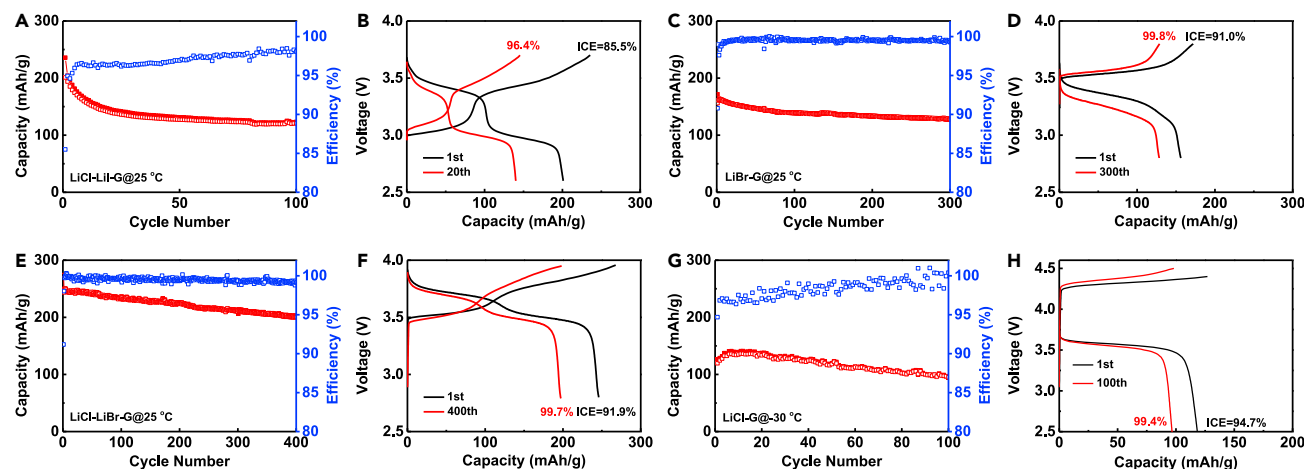 A
300
250
200
150
100
50
0
Capacity (mAh/g)
0
50
100
Cycle Number
100
95
90
85
80
Efficiency (%)
LiCl-LiI-G@25 °C
B
4.0
3.5
3.0
2.5
Voltage (V)
0
100
200
300
Capacity (mAh/g)
96.4%
ICE=85.5%
1st
20th
C
300
250
200
150
100
50
0
Capacity (mAh/g)
0
100
200
300
Cycle Number
100
95
90
85
80
Efficiency (%)
LiBr-G@25 °C
D
4.0
3.5
3.0
2.5
Voltage (V)
0
100
200
300
Capacity (mAh/g)
99.8%
ICE=91.0%
1st
300th
E
300
250
200
150
100
50
0
Capacity (mAh/g)
0
100
200
300
400
Cycle Number
100
95
90
85
80
Efficiency (%)
LiCl-LiBr-G@25 °C
F
4.0
3.5
3.0
2.5
Voltage (V)
0
100
200
300
Capacity (mAh/g)
1st
400th
99.7%
ICE=91.9%
G
300
250
200
150
100
50
0
Capacity (mAh/g)
0
20
40
60
80
100
Cycle Number
100
95
90
85
80
Efficiency (%)
LiCl-G@-30 °C
H
4.5
4.0
3.5
3.0
2.5
Voltage (V)
0
50
100
150
200
Capacity (mAh/g)
1st
100th
99.4%
ICE=94.7%